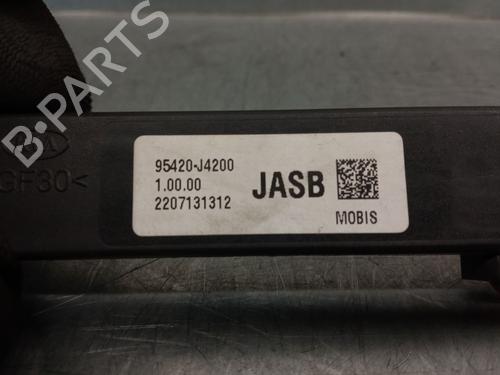 95420-J4200
1.00.00
2207131312
JASB
MOBIS
GF30<
B-PARTS